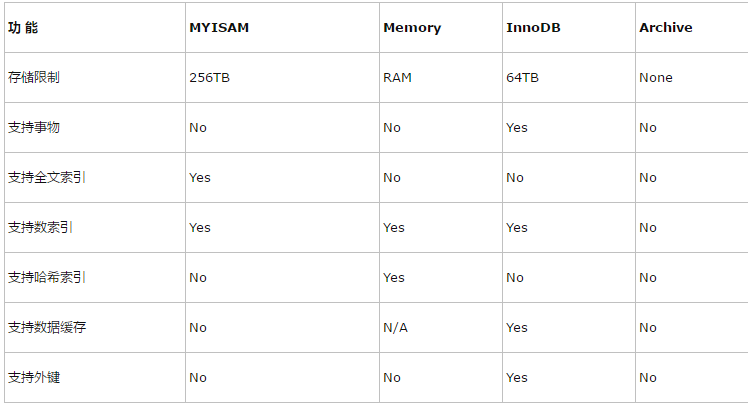 功 能 MYISAM Memory InnoDB Archive
存储限制 256TB RAM 64TB None
支持事物 No No Yes No
支持全文索引 Yes No No No
支持数索引 Yes Yes Yes No
支持哈希索引 No Yes No No
支持数据缓存 No N/A Yes No
支持外键 No No Yes No